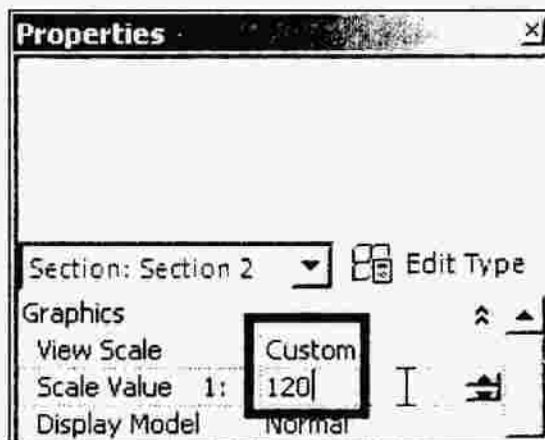 Properties
Section: Section 2 Edit Type
Graphics
View Scale Custom
Scale Value 1: 120
Display Model Normal